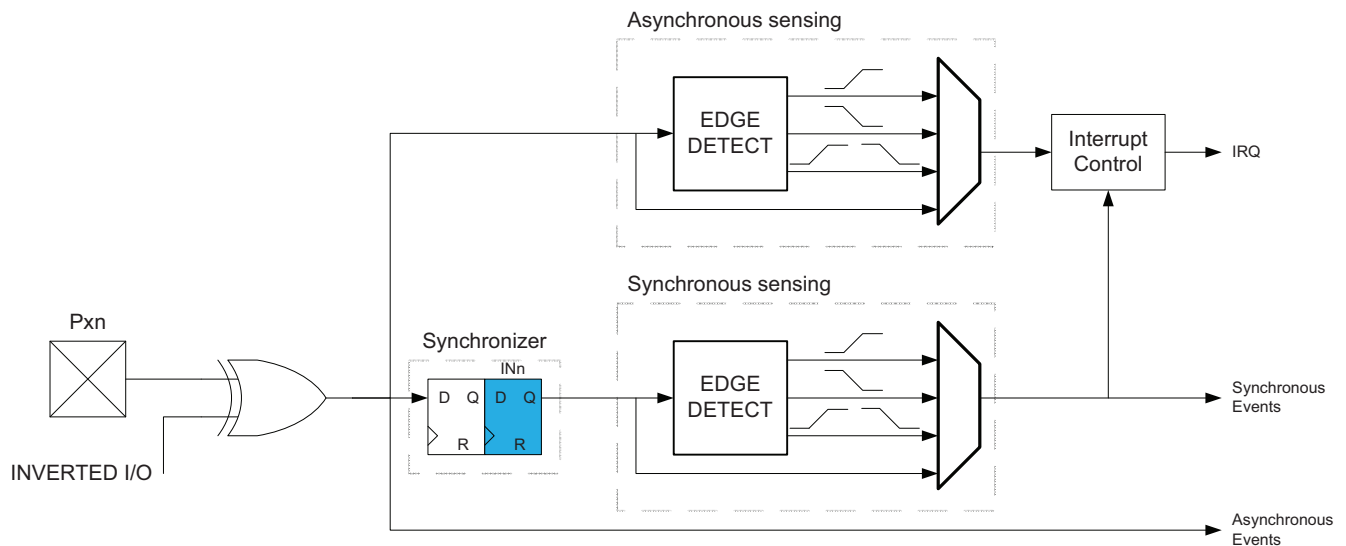 Asynchronous sensing
EDGE
DETECT
Interrupt
Control
IRQ
Synchronous sensing
Pxn
Synchronizer
INn
D Q D Q
R R
EDGE
DETECT
INVERTED I/O
Synchronous
Events
Asynchronous
Events